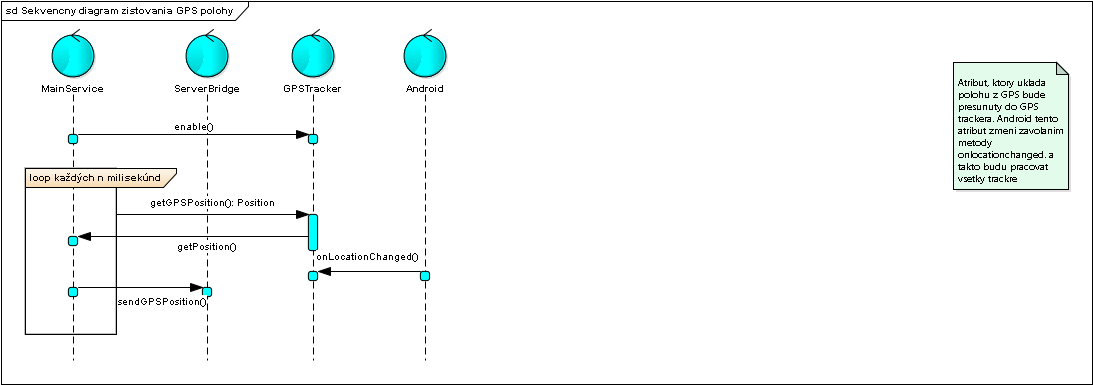 sd Sekvencny diagram zistovania GPS polohy
MainService
ServerBridge
GPSTracker
Android
enable()
loop každých n milisekúnd
getGPSPosition(): Position
getPosition()
onLocationChanged()
sendGPSPosition()
Atribut, ktory uklada
polohu z GPS bude
presunuty do GPS
trackera. Android tento
atribut zmeni zavolanim
metody
onlocationchanged. a
takto budu pracovat
vsetky trackre